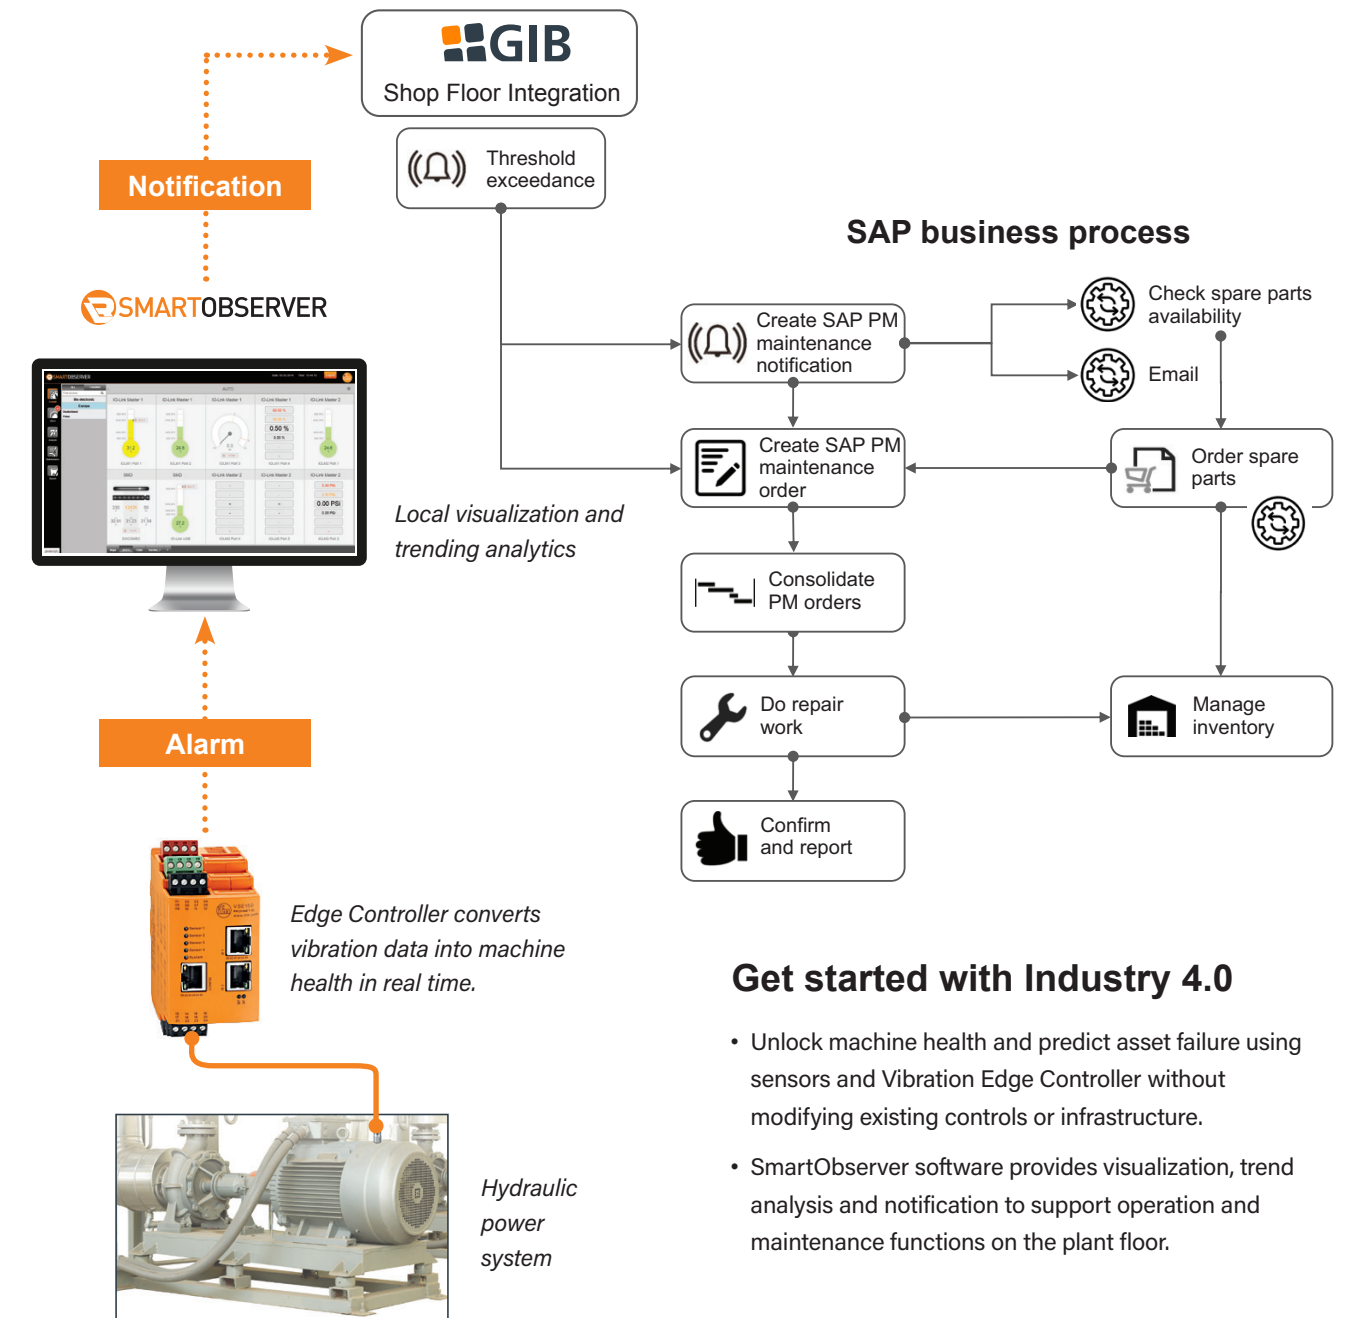 GIB
Shop Floor Integration
Threshold
exceedance
Notification
SMARTOBSERVER
SAP business process
Create SAP PM
maintenance
notification
Check spare parts
availability
Email
Create SAP PM
maintenance
order
Order spare
parts
Local visualization and
trending analytics
Consolidate
PM orders
Do repair
work
Manage
inventory
Alarm
Confirm
and report
Edge Controller converts
vibration data into machine
health in real time.
Get started with Industry 4.0
• Unlock machine health and predict asset failure using
sensors and Vibration Edge Controller without
modifying existing controls or infrastructure.
• SmartObserver software provides visualization, trend
analysis and notification to support operation and
maintenance functions on the plant floor.
Hydraulic
power
system